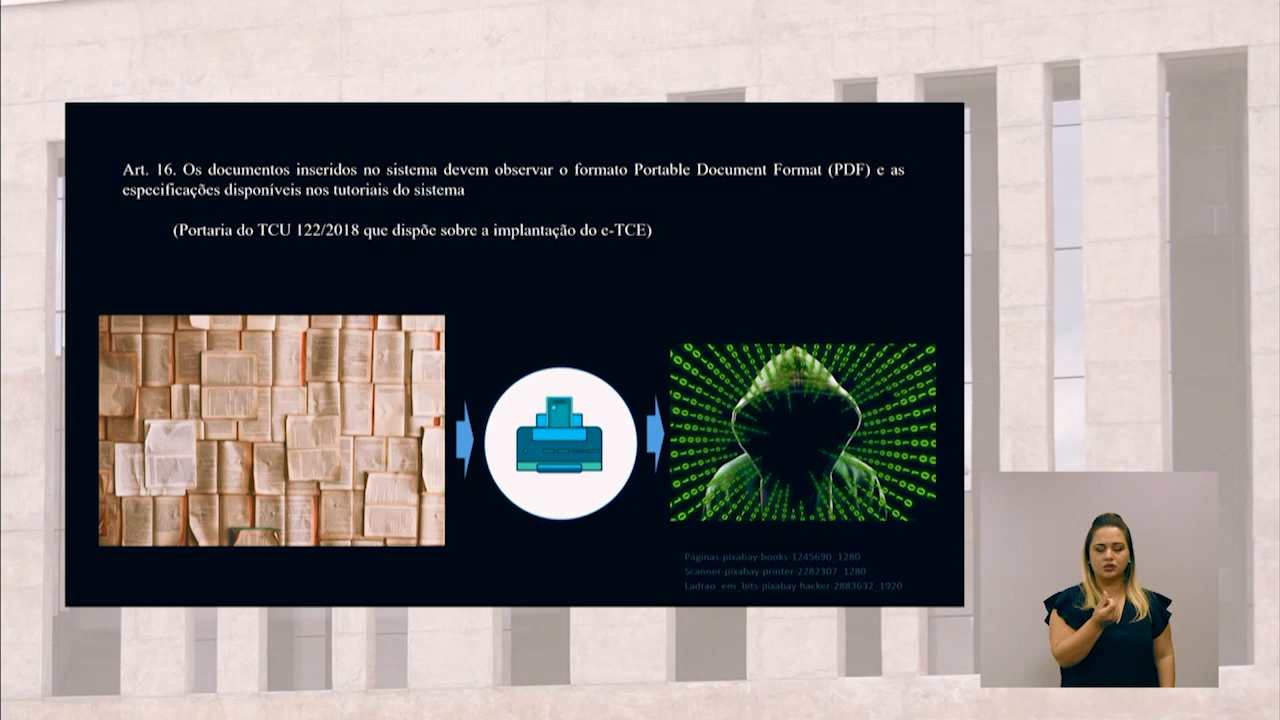 Art. 16. Os documentos inseridos no sistema devem observar o formato Portable Document Format (PDF) e as
especificações disponíveis nos tutoriais do sistema
(Portaria do TCU 122/2018 que dispõe sobre a implantação do e-TCE)
Páginas-pixabay-books-1245690_1280
Scanner-pixabay-printer-2282307_1280
Ladrao_em_bits-pixabay-hacker-2883632_1920